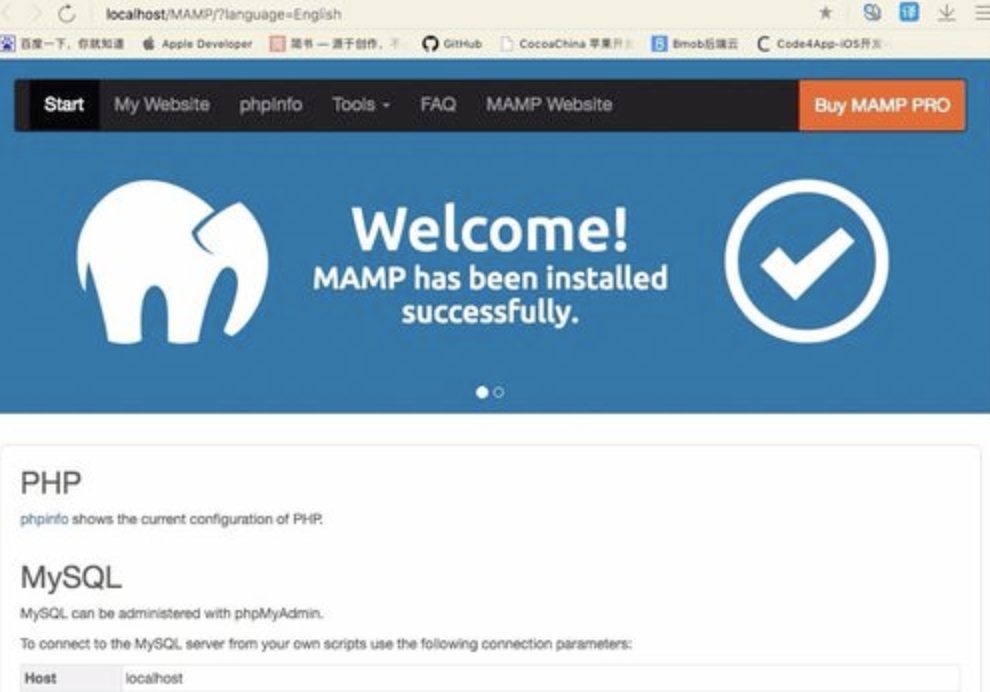 localhost/MAMP/?language=English
译
百度一下，你就知道 Apple Developer 简书 — 源于创作， GitHub CocoaChina 苹果开 Bmob后端云 Code4App-iOS开发
Start My Website phpInfo Tools FAQ MAMP Website Buy MAMP PRO
Welcome!
MAMP has been installed
successfully.
PHP
phpinfo shows the current configuration of PHP.
MySQL
MySQL can be administered with phpMyAdmin.
To connect to the MySQL server from your own scripts use the following connection parameters:
Host localhost